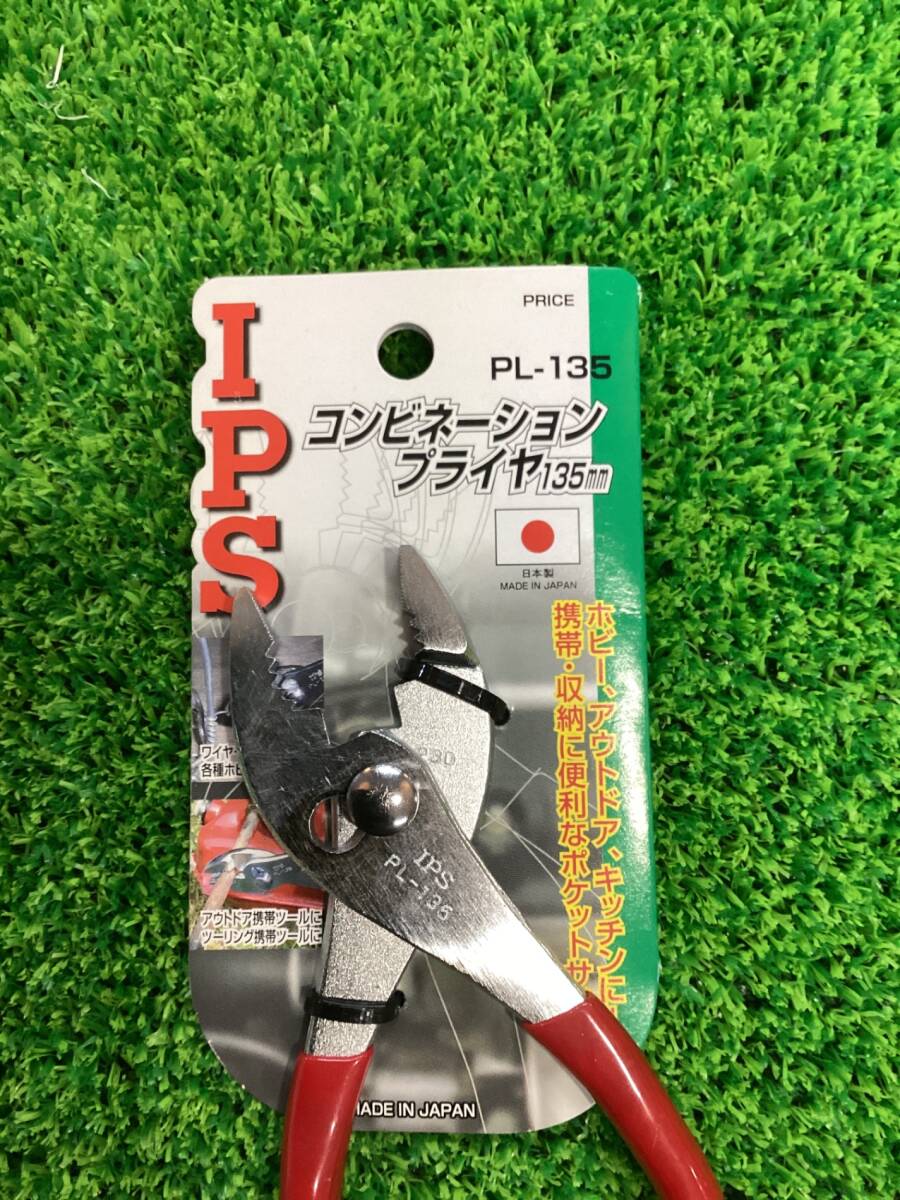 PRICE
PL-135
IPS
コンビネーション
プライヤ135mm
日本製
MADE IN JAPAN
ホビー、アウトドア、キッチンに
携帯・収納に便利なポケットサ
ワイヤ
各種ホビ
IPS
PL-135
アウトドア携帯ツールに
ツーリング携帯ツールに
MADE IN JAPAN